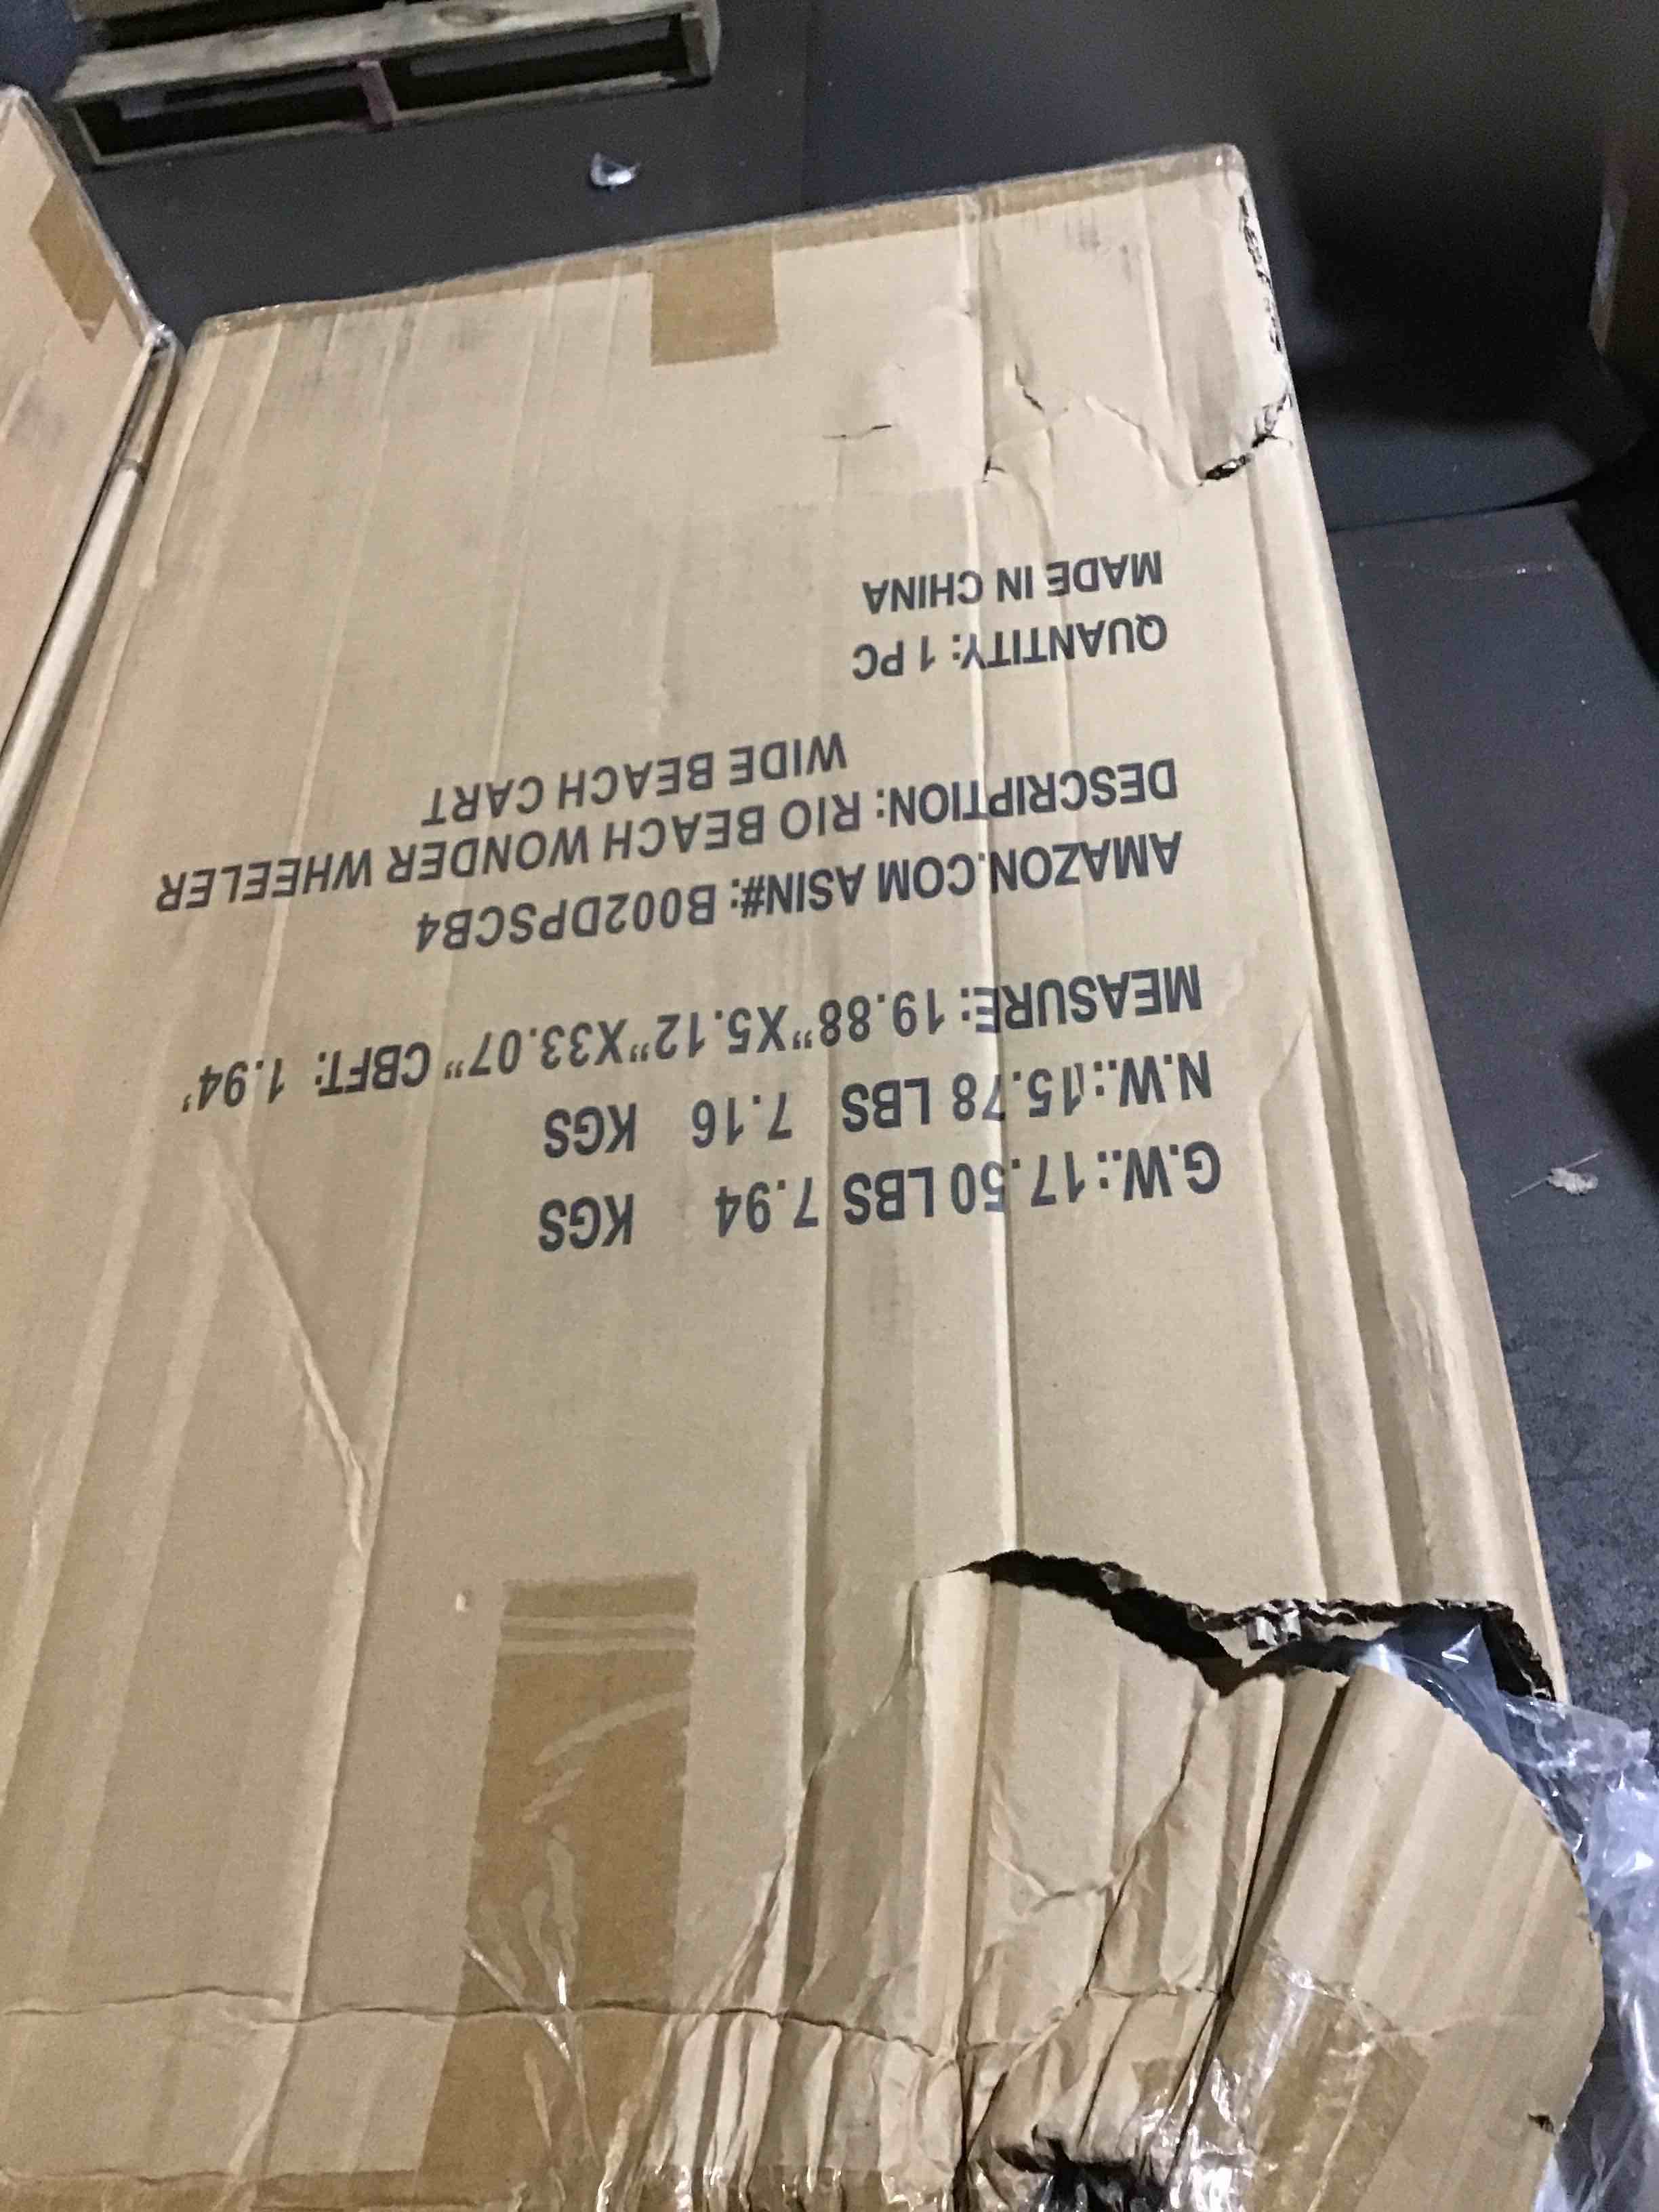 G.W.:17.50 LBS 7.94 KGS
N.W.:15.78 LBS 7.16 KGS
MEASURE: 19.88"X5.12"X33.07" CBFT: 1.94'
AMAZON.COM ASIN#: B002DPSCB4
DESCRIPTION: RIO BEACH WONDER WHEELER
WIDE BEACH CART
QUANTITY: 1 PC
MADE IN CHINA